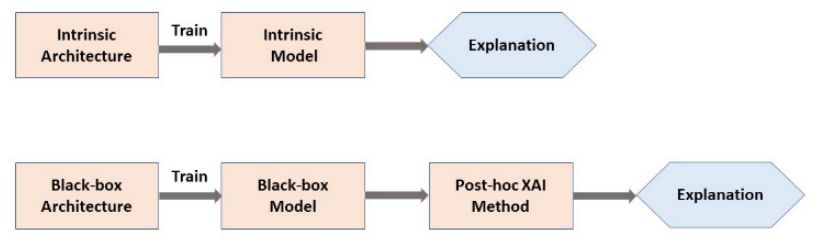 Intrinsic
Architecture
Train
Intrinsic
Model
Explanation
Black-box
Architecture
Train
Black-box
Model
Post-hoc XAI
Method
Explanation